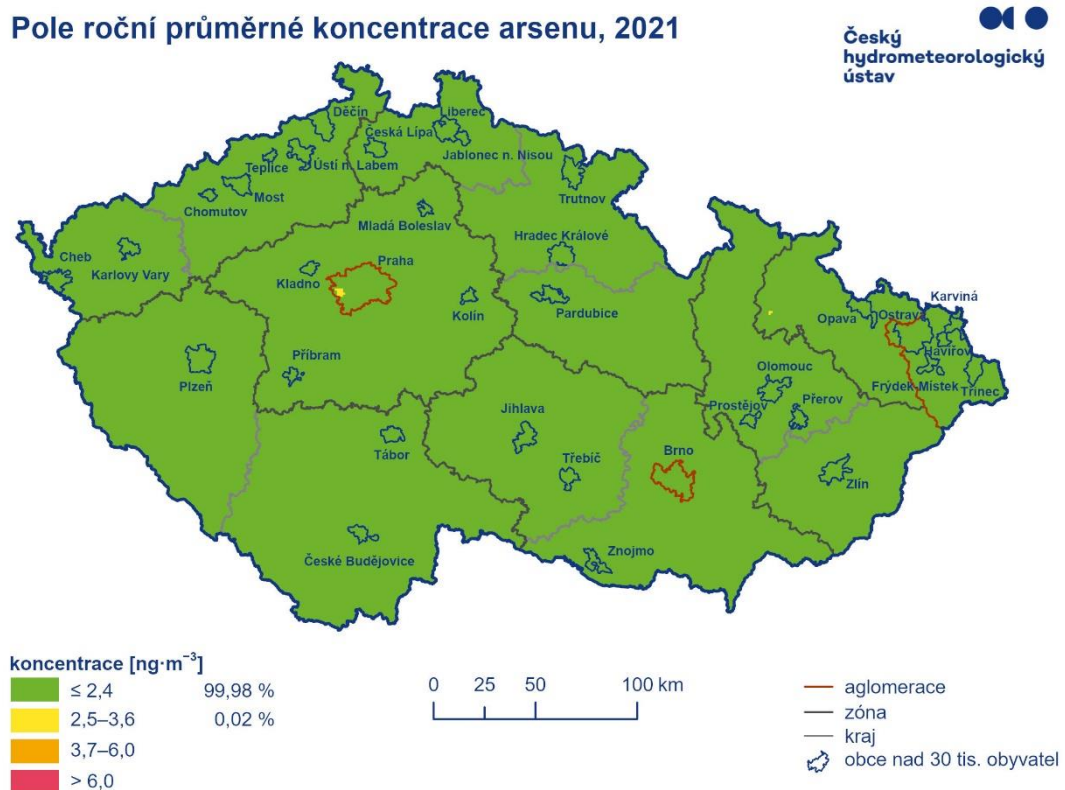 Pole roční průměrné koncentrace arsenu, 2021
Český
hydrometeorologický
ústav
Děčín
Liberec
Česká Lípa
Jablonec n. Nisou
Teplice
Ústí n. Labem
Most
Chomutov
Trutnov
Mladá Boleslav
Hradec Králové
Cheb
Karlovy Vary
Praha
Kladno
Kolín
Pardubice
Karviná
Opava
Ostrava
Havířov
Příbram
Plzeň
Olomouc
Frýdek-Místek
Třinec
Prostějov
Přerov
Jihlava
Tábor
Třebíč
Brno
Zlín
České Budějovice
Znojmo
koncentrace [ng·m⁻³]
≤ 2,4 99,98 %
2,5–3,6 0,02 %
3,7–6,0
> 6,0
0 25 50 100 km
aglomerace
zóna
kraj
obce nad 30 tis. obyvatel